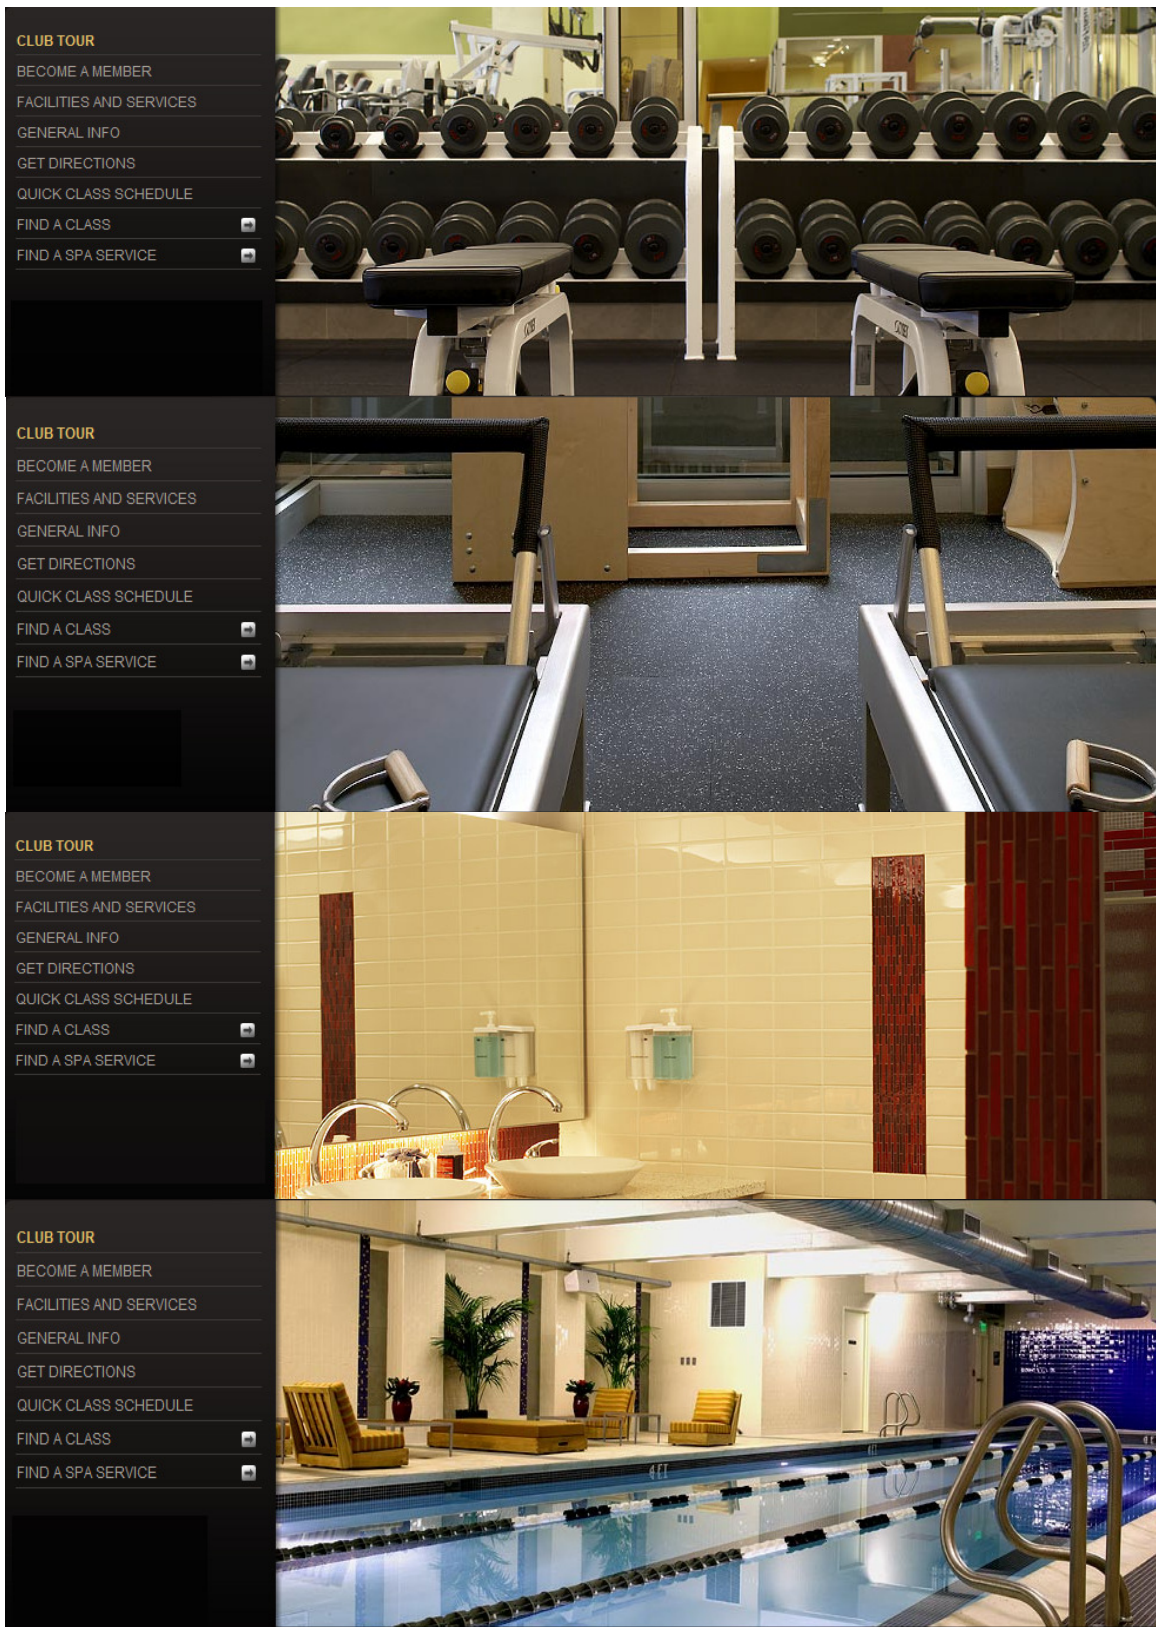 CLUB TOUR
BECOME A MEMBER
FACILITIES AND SERVICES
GENERAL INFO
GET DIRECTIONS
QUICK CLASS SCHEDULE
FIND A CLASS
FIND A SPA SERVICE
CLUB TOUR
BECOME A MEMBER
FACILITIES AND SERVICES
GENERAL INFO
GET DIRECTIONS
QUICK CLASS SCHEDULE
FIND A CLASS
FIND A SPA SERVICE
CLUB TOUR
BECOME A MEMBER
FACILITIES AND SERVICES
GENERAL INFO
GET DIRECTIONS
QUICK CLASS SCHEDULE
FIND A CLASS
FIND A SPA SERVICE
CLUB TOUR
BECOME A MEMBER
FACILITIES AND SERVICES
GENERAL INFO
GET DIRECTIONS
QUICK CLASS SCHEDULE
FIND A CLASS
FIND A SPA SERVICE